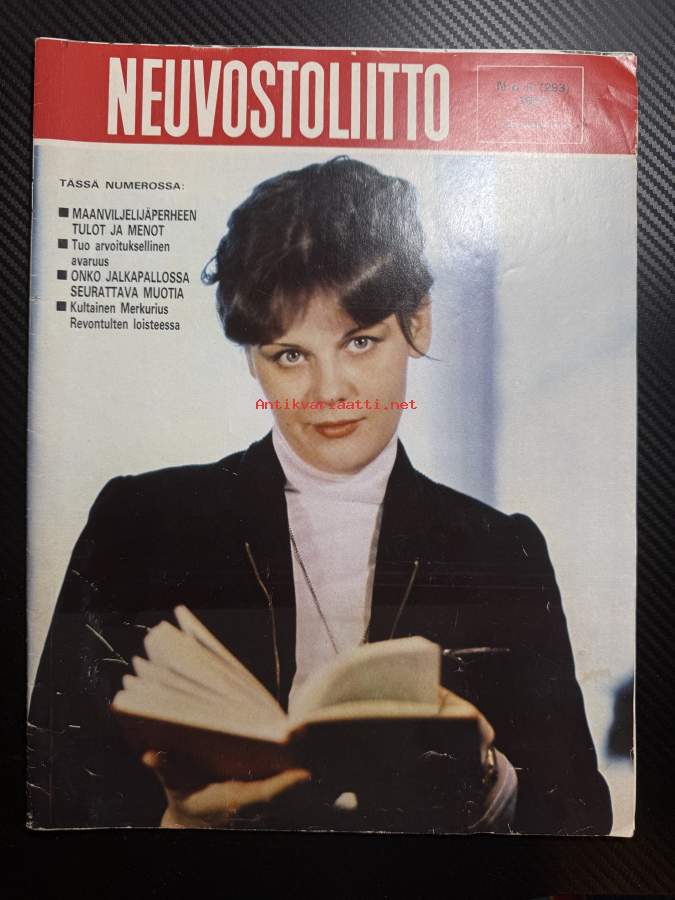 NEUVOSTOLIITTO
(293)
TÄSSÄ NUMEROSSA:
■ MAANVILJELIJÄPERHEEN
TULOT JA MENOT
■ Tuo arvoituksellinen
avaruus
■ ONKO JALKAPALLOSSA
SEURATTAVA MUOTIA
■ Kultainen Merkurius
Revontulten loisteessa
Antikvariaatti.net